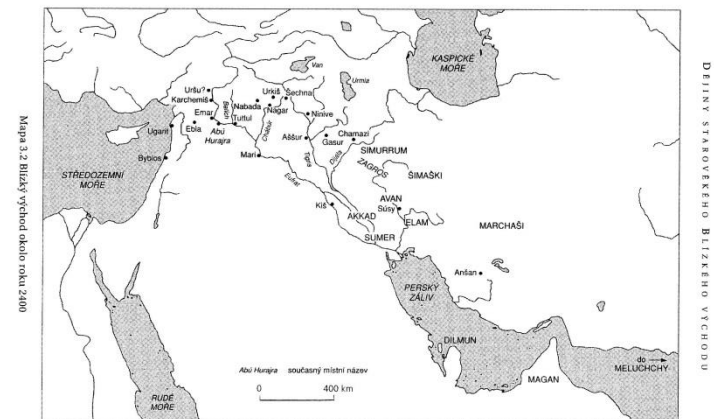 DĚJINY STAROVĚKÉHO BLÍZKÉHO VÝCHODU
Mapa 3.2 Blízký východ okolo roku 2400
KASPICKÉ
MOŘE
Van
Urmia
Uršu?
Karchemiš
Urkiš
Šechna
Nabada
Nagar
Balích
Emar
Tuttul
Ninive
Ugarit
Ebla
Abú
Hurajra
Chábúr
Aššur
Gasur
Chamazi
SIMURRUM
Byblos
Mari
Tigris
Dijála
ZAGROS
ŠIMAŠKI
STŘEDOZEMNÍ
MOŘE
Eufrat
Kiš
AKKAD
AVAN
Súsy
ELAM
SUMER
MARCHAŠI
Anšan
PERSKÝ
ZÁLIV
DILMUN
do
MELUCHCHY
MAGAN
RUDÉ
MOŘE
Abú Hurajra současný místní název
0 400 km